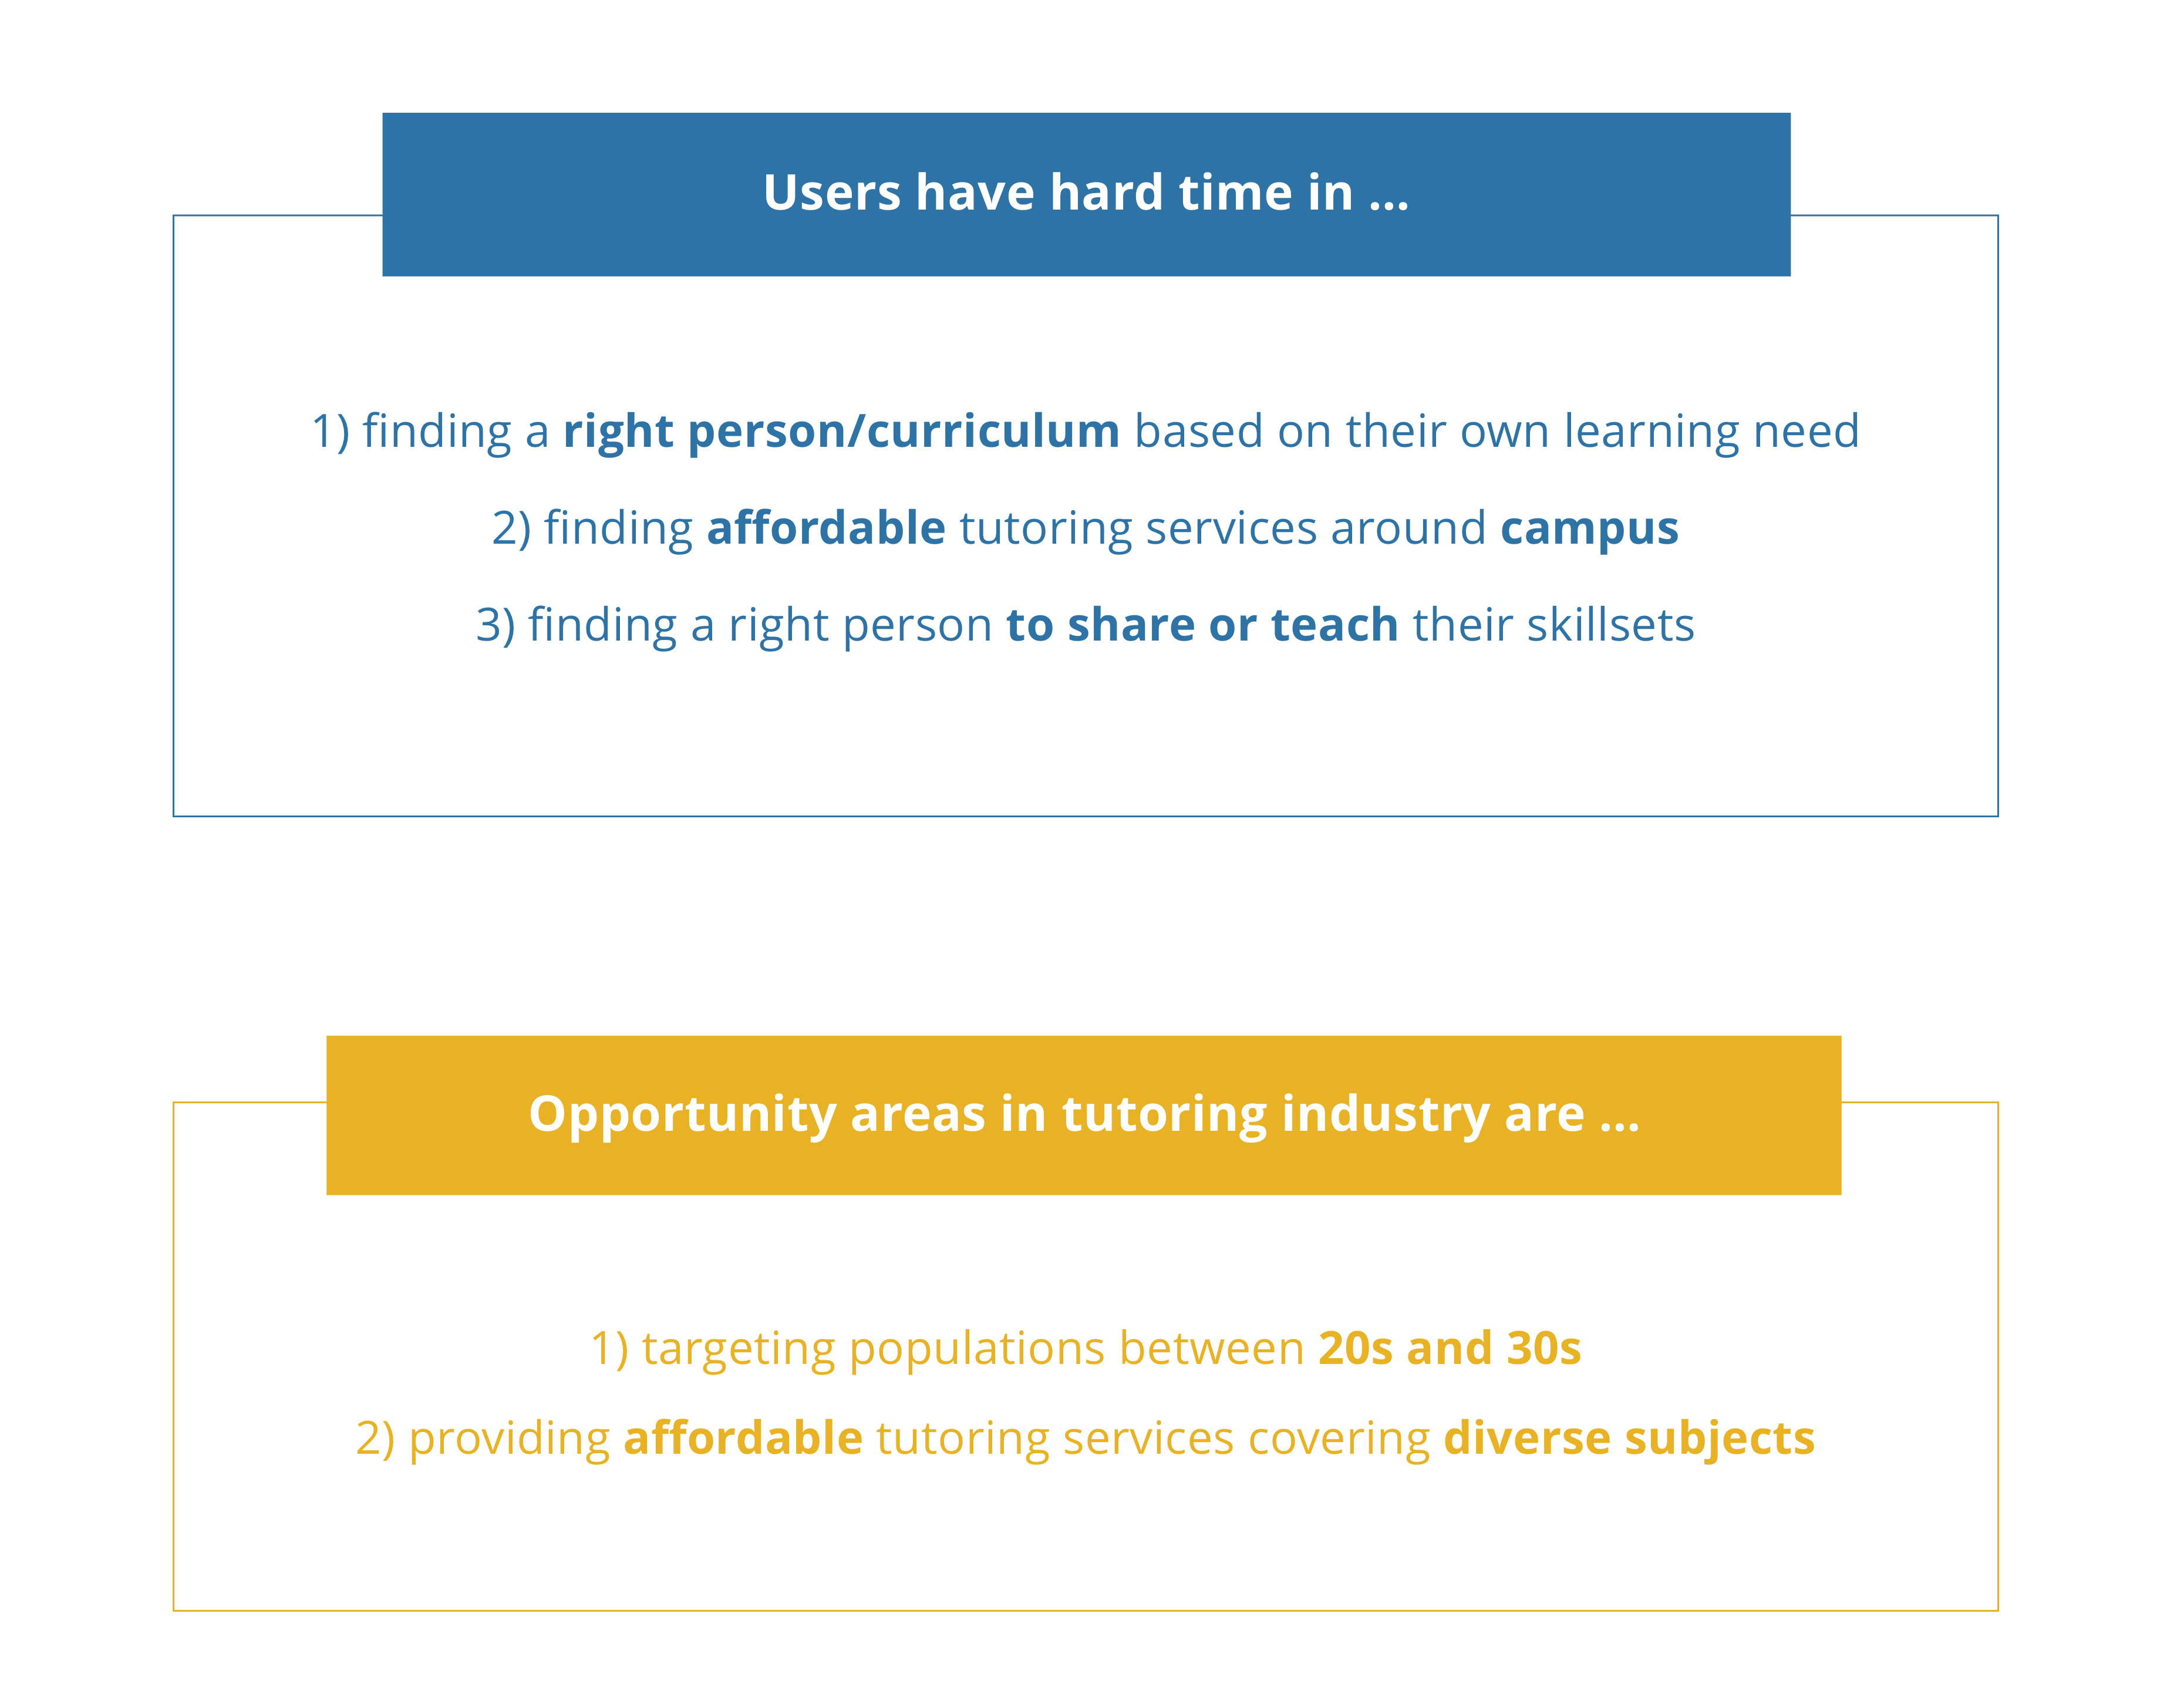 Users have hard time in ...
1) finding a right person/curriculum based on their own learning need
2) finding affordable tutoring services around campus
3) finding a right person to share or teach their skillsets
Opportunity areas in tutoring industry are ...
1) targeting populations between 20s and 30s
2) providing affordable tutoring services covering diverse subjects